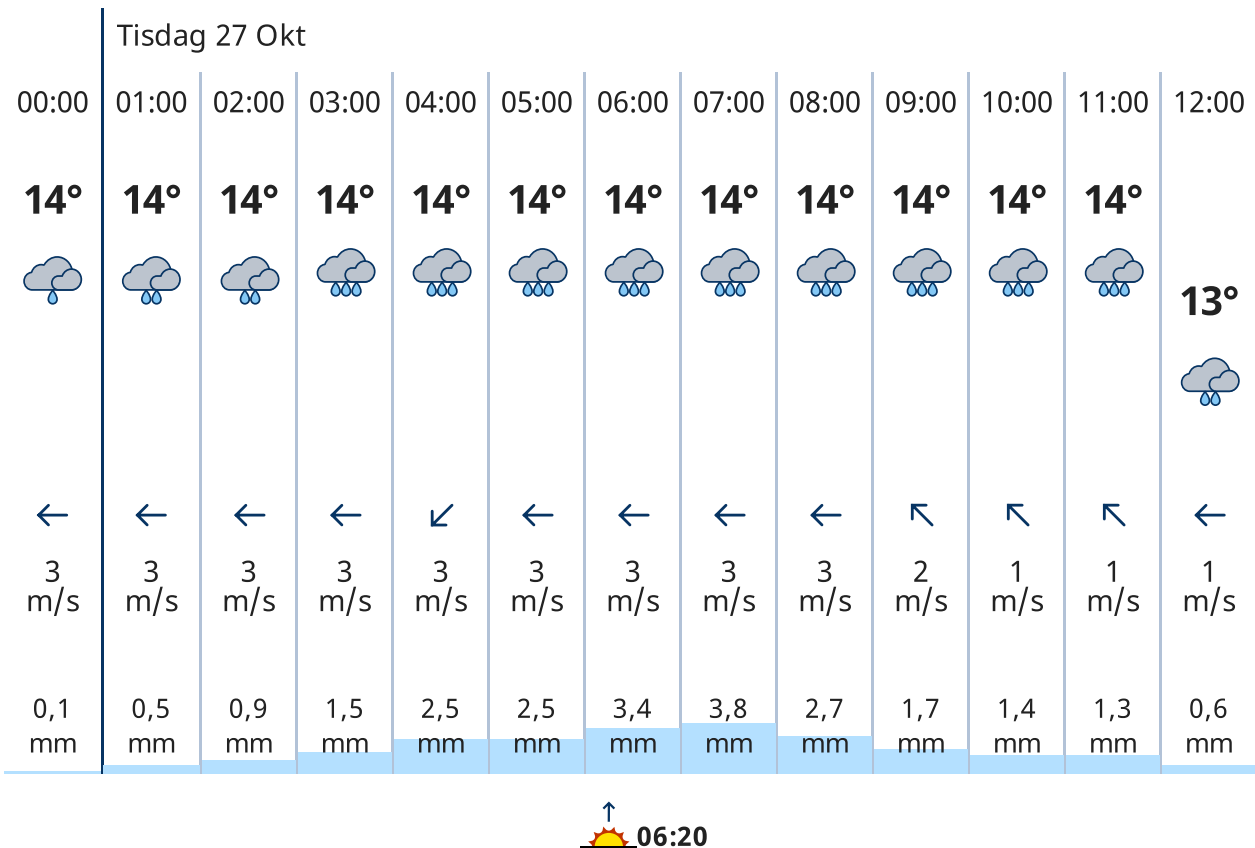 Tisdag 27 Okt
00:00 01:00 02:00 03:00 04:00 05:00 06:00 07:00 08:00 09:00 10:00 11:00 12:00
14° 14° 14° 14° 14° 14° 14° 14° 14° 14° 14° 14°
13°
3 3 3 3 3 3 3 3 3 2 1 1 1
m/s m/s m/s m/s m/s m/s m/s m/s m/s m/s m/s m/s m/s
0,1 0,5 0,9 1,5 2,5 2,5 3,4 3,8 2,7 1,7 1,4 1,3 0,6
mm mm mm mm mm mm mm mm mm mm mm mm mm
06:20